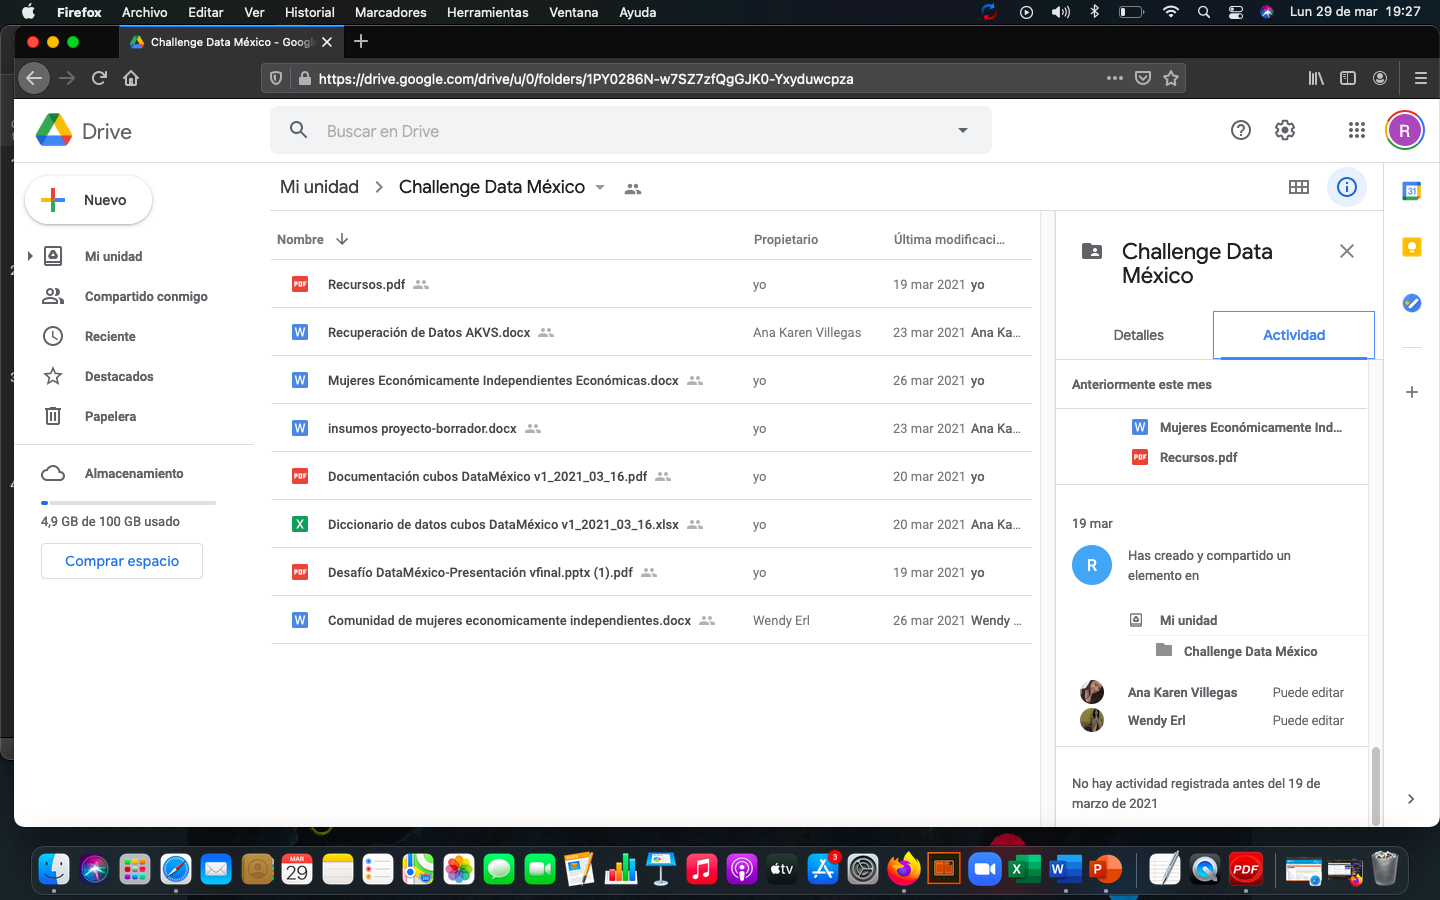 Firefox Archivo Editar Ver Historial Marcadores Herramientas Ventana Ayuda Lun 29 de mar 19:27
Challenge Data México - Googl
https://drive.google.com/drive/u/0/folders/1PY0286N-w7SZ7zfQgGJK0-Yxyduwcpza
Drive
Buscar en Drive
R
Nuevo
Mi unidad
Compartido conmigo
Reciente
Destacados
Papelera
Almacenamiento
4,9 GB de 100 GB usado
Comprar espacio
Mi unidad > Challenge Data México
Nombre Propietario Última modificaci...
PDF Recursos.pdf yo 19 mar 2021 yo
W Recuperación de Datos AKVS.docx Ana Karen Villegas 23 mar 2021 Ana Ka...
W Mujeres Económicamente Independientes Económicas.docx yo 26 mar 2021 yo
W insumos proyecto-borrador.docx yo 23 mar 2021 Ana Ka...
PDF Documentación cubos DataMéxico v1_2021_03_16.pdf yo 20 mar 2021 yo
X Diccionario de datos cubos DataMéxico v1_2021_03_16.xlsx yo 20 mar 2021 Ana Ka...
PDF Desafío DataMéxico-Presentación vfinal.pptx (1).pdf yo 19 mar 2021 yo
W Comunidad de mujeres economicamente independientes.docx Wendy Erl 26 mar 2021 Wendy ...
Challenge Data
México
Detalles Actividad
Anteriormente este mes
W Mujeres Económicamente Ind...
PDF Recursos.pdf
19 mar
R Has creado y compartido un
elemento en
Mi unidad
Challenge Data México
Ana Karen Villegas Puede editar
Wendy Erl Puede editar
No hay actividad registrada antes del 19 de
marzo de 2021
31
MAR
29
tv
3
X
W
P
PDF